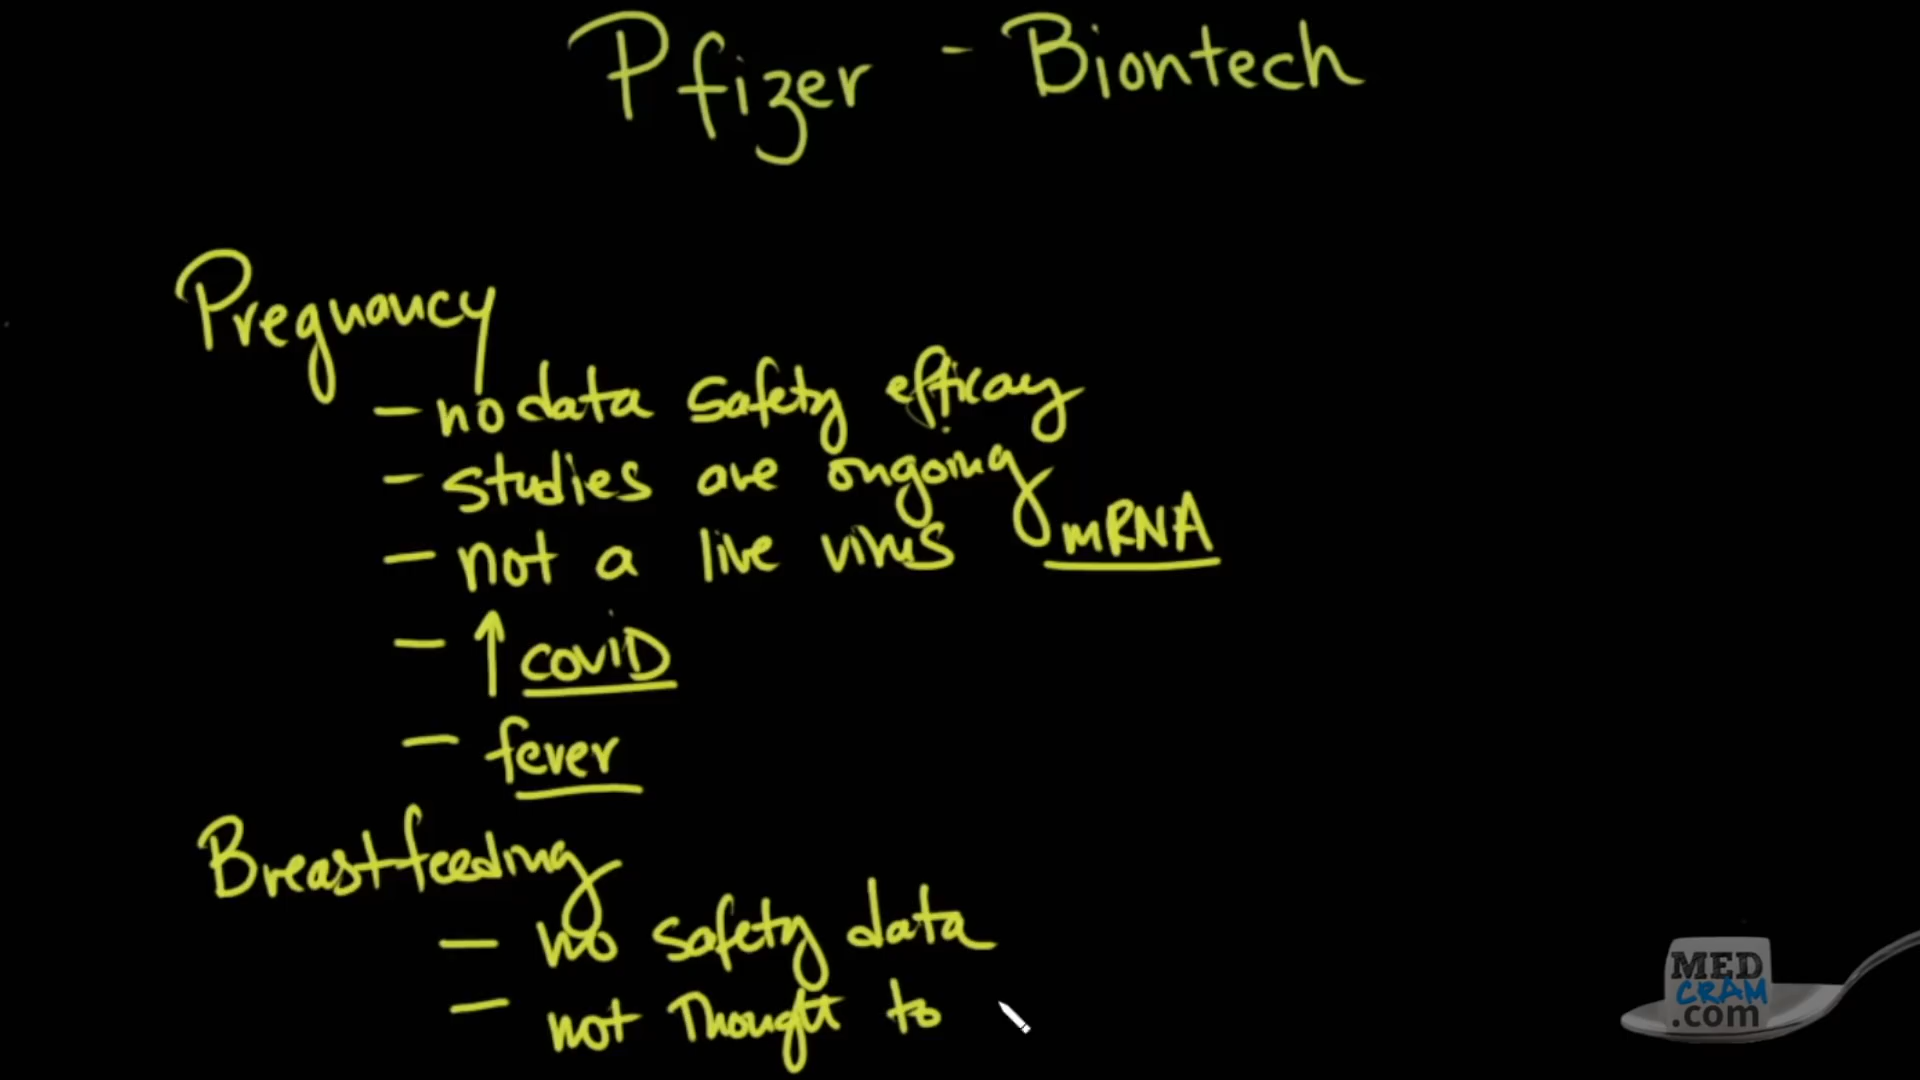 Pfizer - Biontech
Pregnancy
- no data safety efficay
- studies are ongoing
- not a live virus mRNA
- ↑ COVID
- fever
Breastfeeding
- no safety data
- not Thought to
MED
CRAM
.com